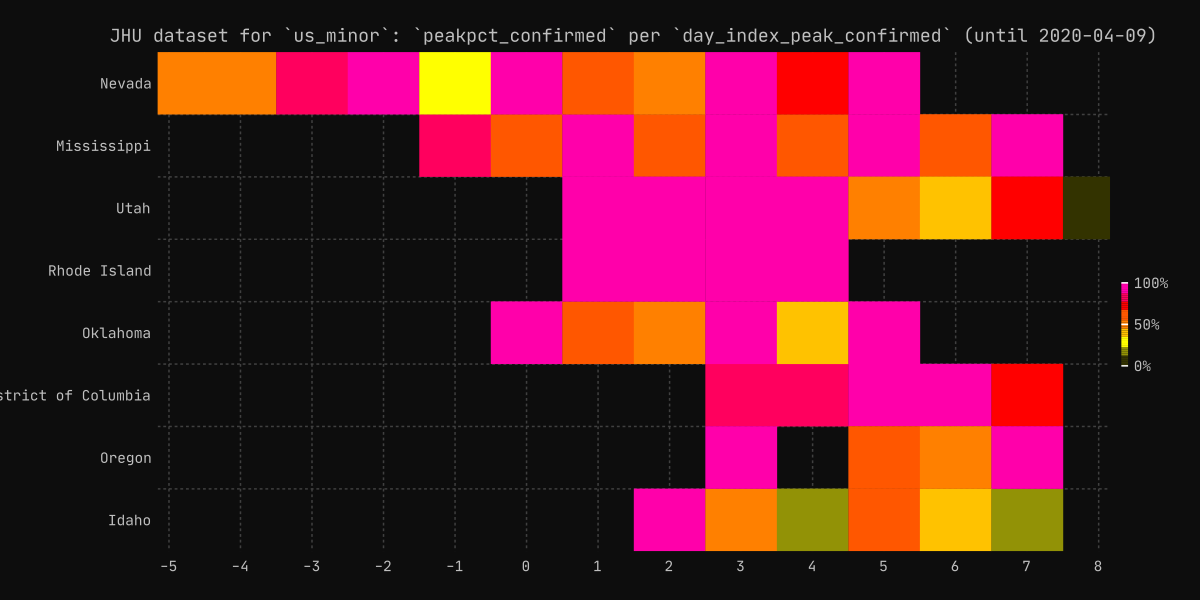 JHU dataset for `us_minor`: `peakpct_confirmed` per `day_index_peak_confirmed` (until 2020-04-09)
Nevada
Mississippi
Utah
Rhode Island
Oklahoma
strict of Columbia
Oregon
Idaho
100%
50%
0%
-5 -4 -3 -2 -1 0 1 2 3 4 5 6 7 8